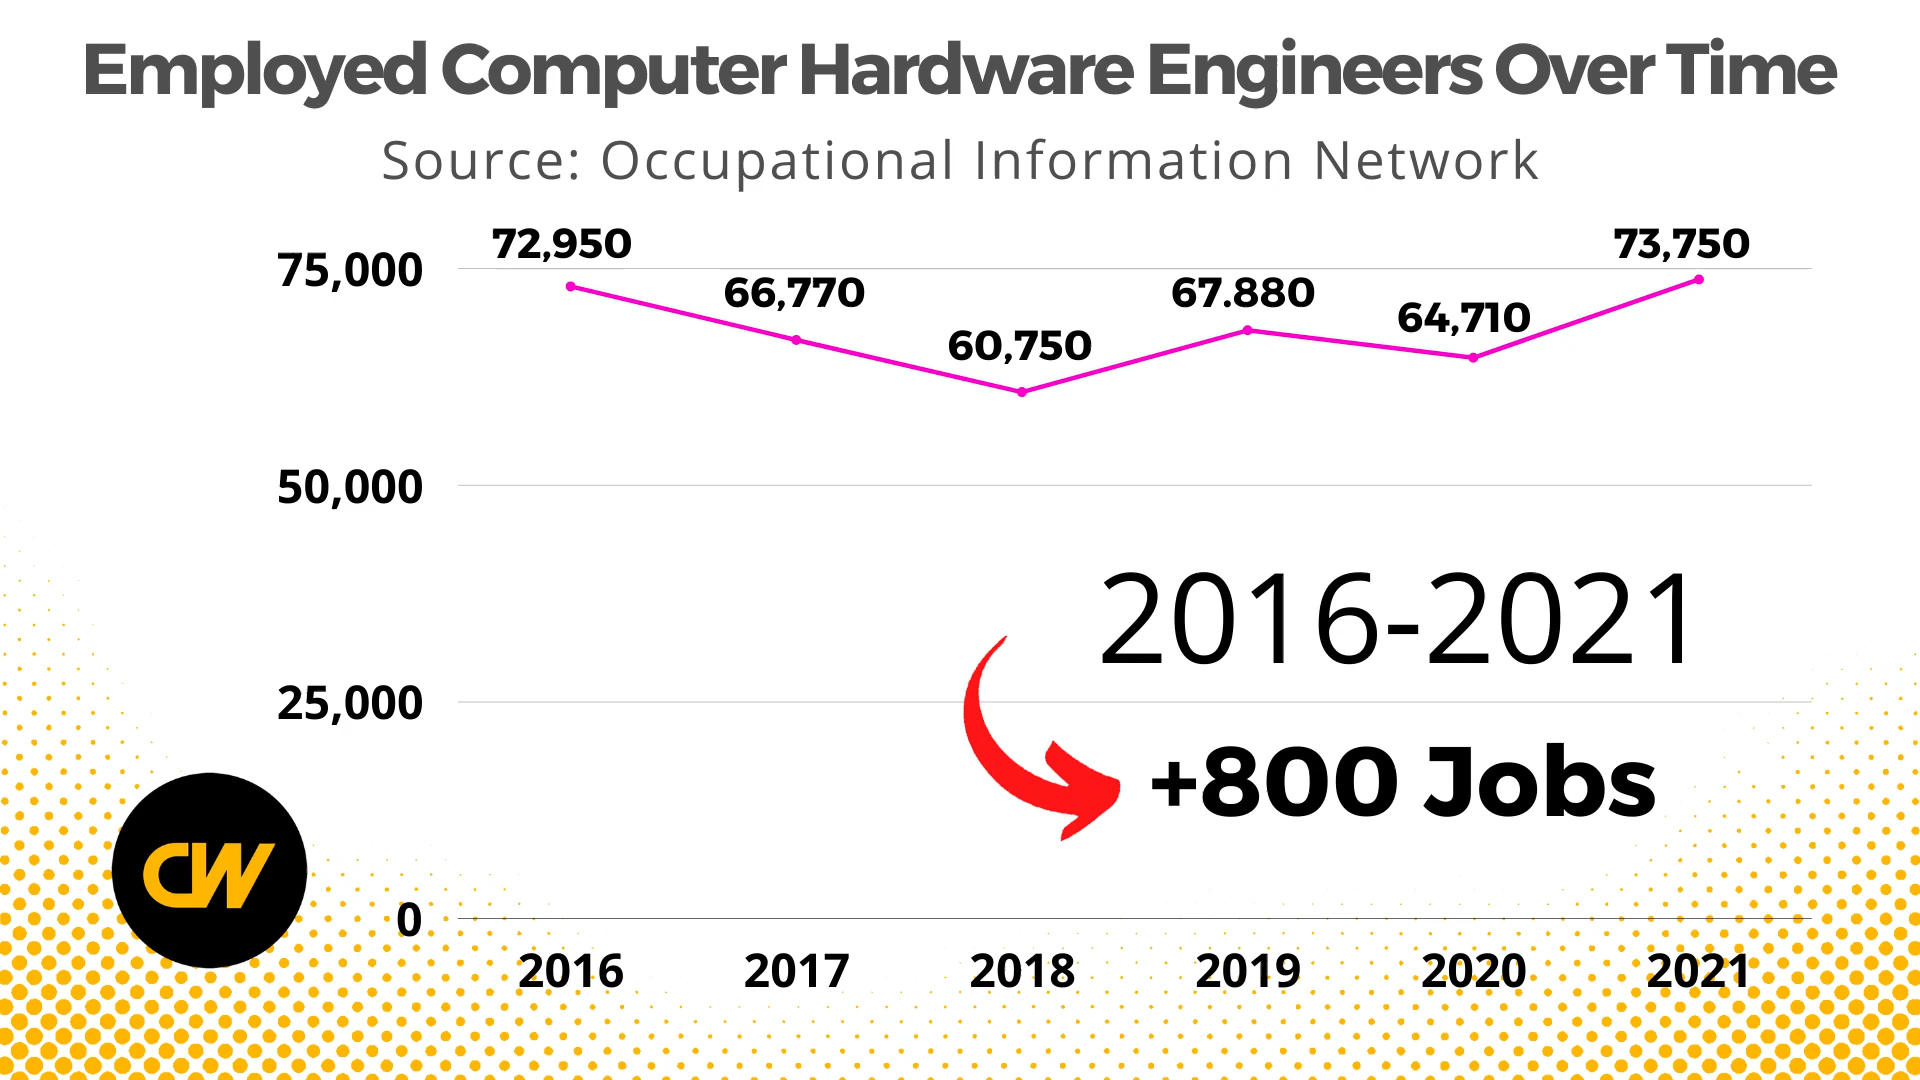 Employed Computer Hardware Engineers Over Time
Source: Occupational Information Network
72,950
66,770
60,750
67.880
64,710
73,750
75,000
50,000
25,000
0
2016-2021
+800 Jobs
CW
2016 2017 2018 2019 2020 2021